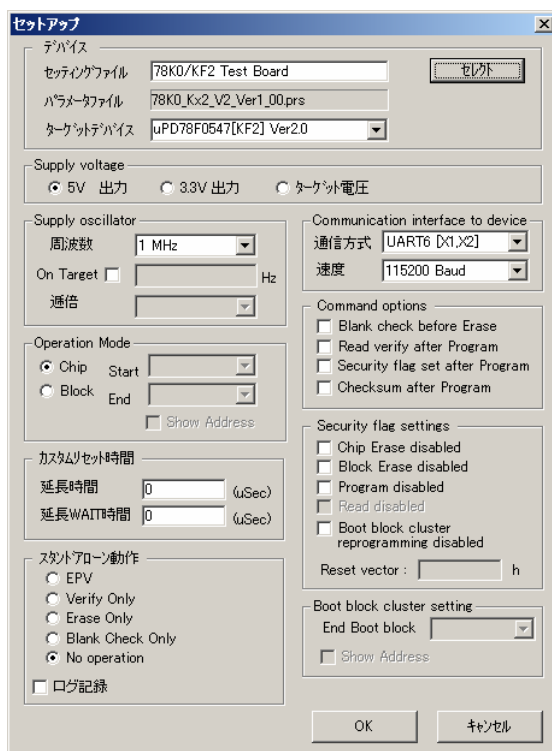 セットアップ
デバイス
セッティングファイル 78K0/KF2 Test Board セレクト
パラメータファイル 78K0_Kx2_V2_Ver1_00.prs
ターゲットデバイス uPD78F0547[KF2] Ver2.0
Supply voltage
5V 出力 3.3V 出力 ターゲット電圧
Supply oscillator
周波数 1 MHz
On Target Hz
逓倍
Operation Mode
Chip Start
Block End
Show Address
カスタムリセット時間
延長時間 0 (uSec)
延長WAIT時間 0 (uSec)
スタンドアローン動作
EPV
Verify Only
Erase Only
Blank Check Only
No operation
ログ記録
Communication interface to device
通信方式 UART6 [X1,X2]
速度 115200 Baud
Command options
Blank check before Erase
Read verify after Program
Security flag set after Program
Checksum after Program
Security flag settings
Chip Erase disabled
Block Erase disabled
Program disabled
Read disabled
Boot block cluster
reprogramming disabled
Reset vector : h
Boot block cluster setting
End Boot block
Show Address
OK キャンセル